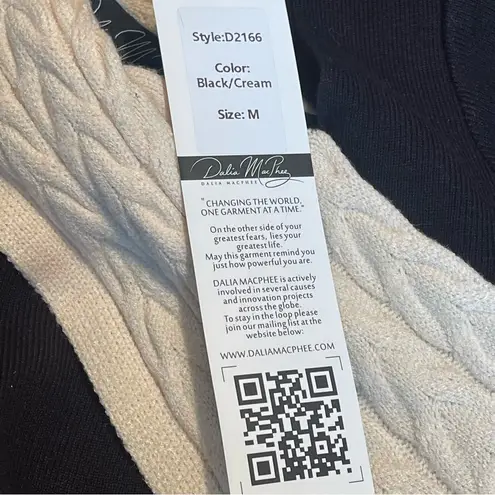 Style:D2166
Color:
Black/Cream
Size: M
Dalia MacPhee
DALIA MACPHEE
" CHANGING THE WORLD,
ONE GARMENT AT A TIME."
On the other side of your
greatest fears, lies your
greatest life.
May this garment remind you
just how powerful you are.
DALIA MACPHEE is actively
involved in several causes
and innovation projects
across the globe.
To stay in the loop please
join our mailing list at the
website below:
WWW.DALIAMACPHEE.COM